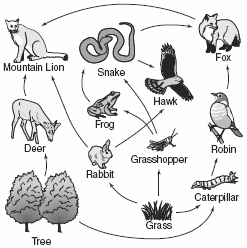 Mountain Lion
Snake
Fox
Hawk
Frog
Deer
Rabbit
Grasshopper
Robin
Grass
Caterpillar
Tree